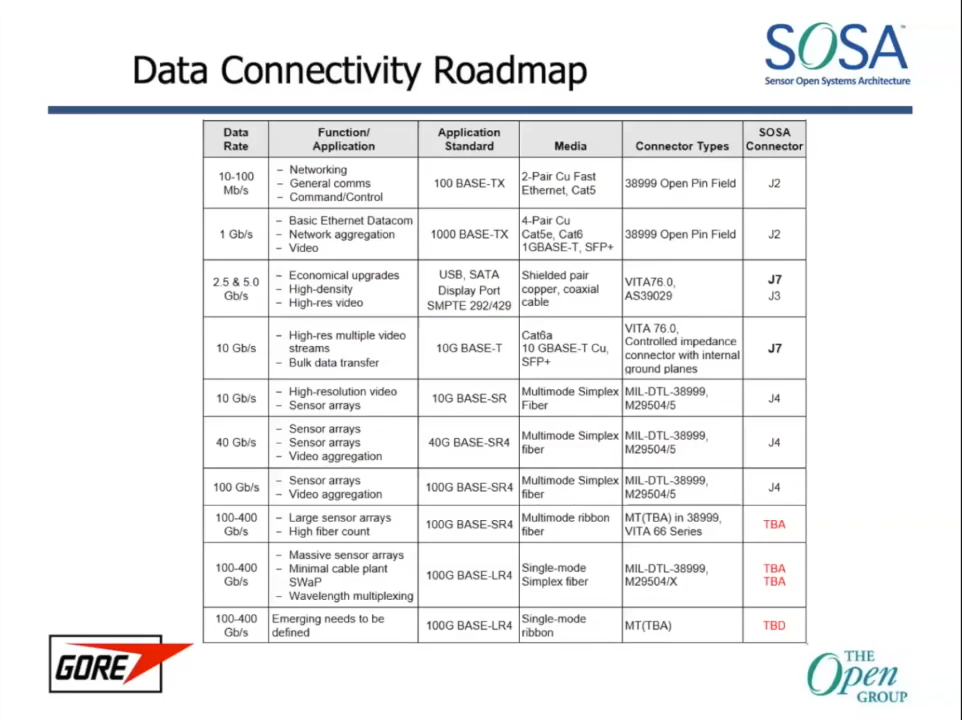 Data Connectivity Roadmap
SOSA™
Sensor Open Systems Architecture
Data Rate | Function/ Application | Application Standard | Media | Connector Types | SOSA Connector
10-100 Mb/s | – Networking – General comms – Command/Control | 100 BASE-TX | 2-Pair Cu Fast Ethernet, Cat5 | 38999 Open Pin Field | J2
1 Gb/s | – Basic Ethernet Datacom – Network aggregation – Video | 1000 BASE-TX | 4-Pair Cu Cat5e, Cat6 1GBASE-T, SFP+ | 38999 Open Pin Field | J2
2.5 & 5.0 Gb/s | – Economical upgrades – High-density – High-res video | USB, SATA Display Port SMPTE 292/429 | Shielded pair copper, coaxial cable | VITA76.0, AS39029 | J7 J3
10 Gb/s | – High-res multiple video streams – Bulk data transfer | 10G BASE-T | Cat6a 10 GBASE-T Cu, SFP+ | VITA 76.0, Controlled impedance connector with internal ground planes | J7
10 Gb/s | – High-resolution video – Sensor arrays | 10G BASE-SR | Multimode Simplex Fiber | MIL-DTL-38999, M29504/5 | J4
40 Gb/s | – Sensor arrays – Sensor arrays – Video aggregation | 40G BASE-SR4 | Multimode Simplex fiber | MIL-DTL-38999, M29504/5 | J4
100 Gb/s | – Sensor arrays – Video aggregation | 100G BASE-SR4 | Multimode Simplex fiber | MIL-DTL-38999, M29504/5 | J4
100-400 Gb/s | – Large sensor arrays – High fiber count | 100G BASE-SR4 | Multimode ribbon fiber | MT(TBA) in 38999, VITA 66 Series | TBA
100-400 Gb/s | – Massive sensor arrays – Minimal cable plant SWaP – Wavelength multiplexing | 100G BASE-LR4 | Single-mode Simplex fiber | MIL-DTL-38999, M29504/X | TBA TBA
100-400 Gb/s | Emerging needs to be defined | 100G BASE-LR4 | Single-mode ribbon | MT(TBA) | TBD
GORE
THE
Open
GROUP